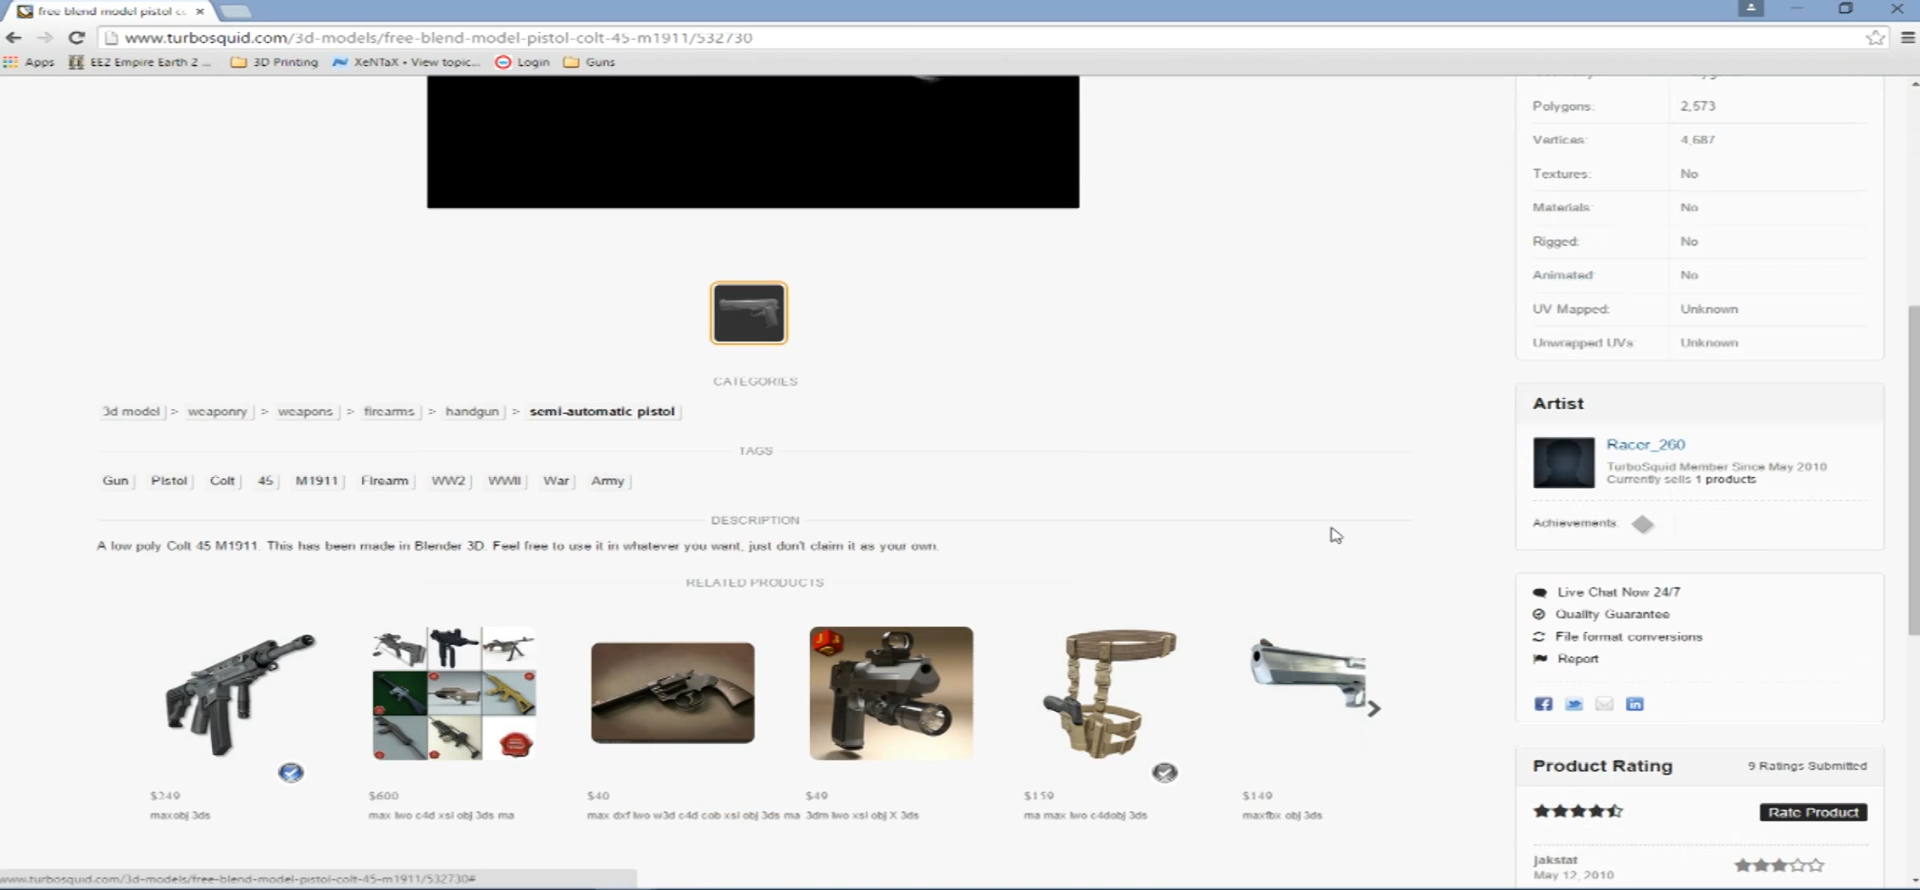 free blend model pistol cc
www.turbosquid.com/3d-models/free-blend-model-pistol-colt-45-m1911/532730
Apps EE2 Empire Earth 2 ... 3D Printing XeNTaX • View topic... Login Guns
Polygons: 2,573
Vertices: 4,687
Textures: No
Materials: No
Rigged: No
Animated No
UV Mapped: Unknown
Unwrapped UVs Unknown
CATEGORIES
3d model > weaponry > weapons > firearms > handgun > semi-automatic pistol
TAGS
Gun Pistol Colt 45 M1911 Firearm WW2 WWII War Army
DESCRIPTION
A low poly Colt 45 M1911. This has been made in Blender 3D. Feel free to use it in whatever you want, just don't claim it as your own.
RELATED PRODUCTS
$249
maxobj 3ds
$600
max lwo c4d xsi obj 3ds ma
$40
max dxf lwo w3d c4d cob xsi obj 3ds ma
$49
3dm lwo xsi obj X 3ds
$159
ma max lwo c4dobj 3ds
$149
maxfbx obj 3ds
Artist
Racer_260
TurboSquid Member Since May 2010
Currently sells 1 products
Achievements
Live Chat Now 24/7
Quality Guarantee
File format conversions
Report
Product Rating 9 Ratings Submitted
Rate Product
jakstat
May 12, 2010
www.turbosquid.com/3d-models/free-blend-model-pistol-colt-45-m1911/532730#